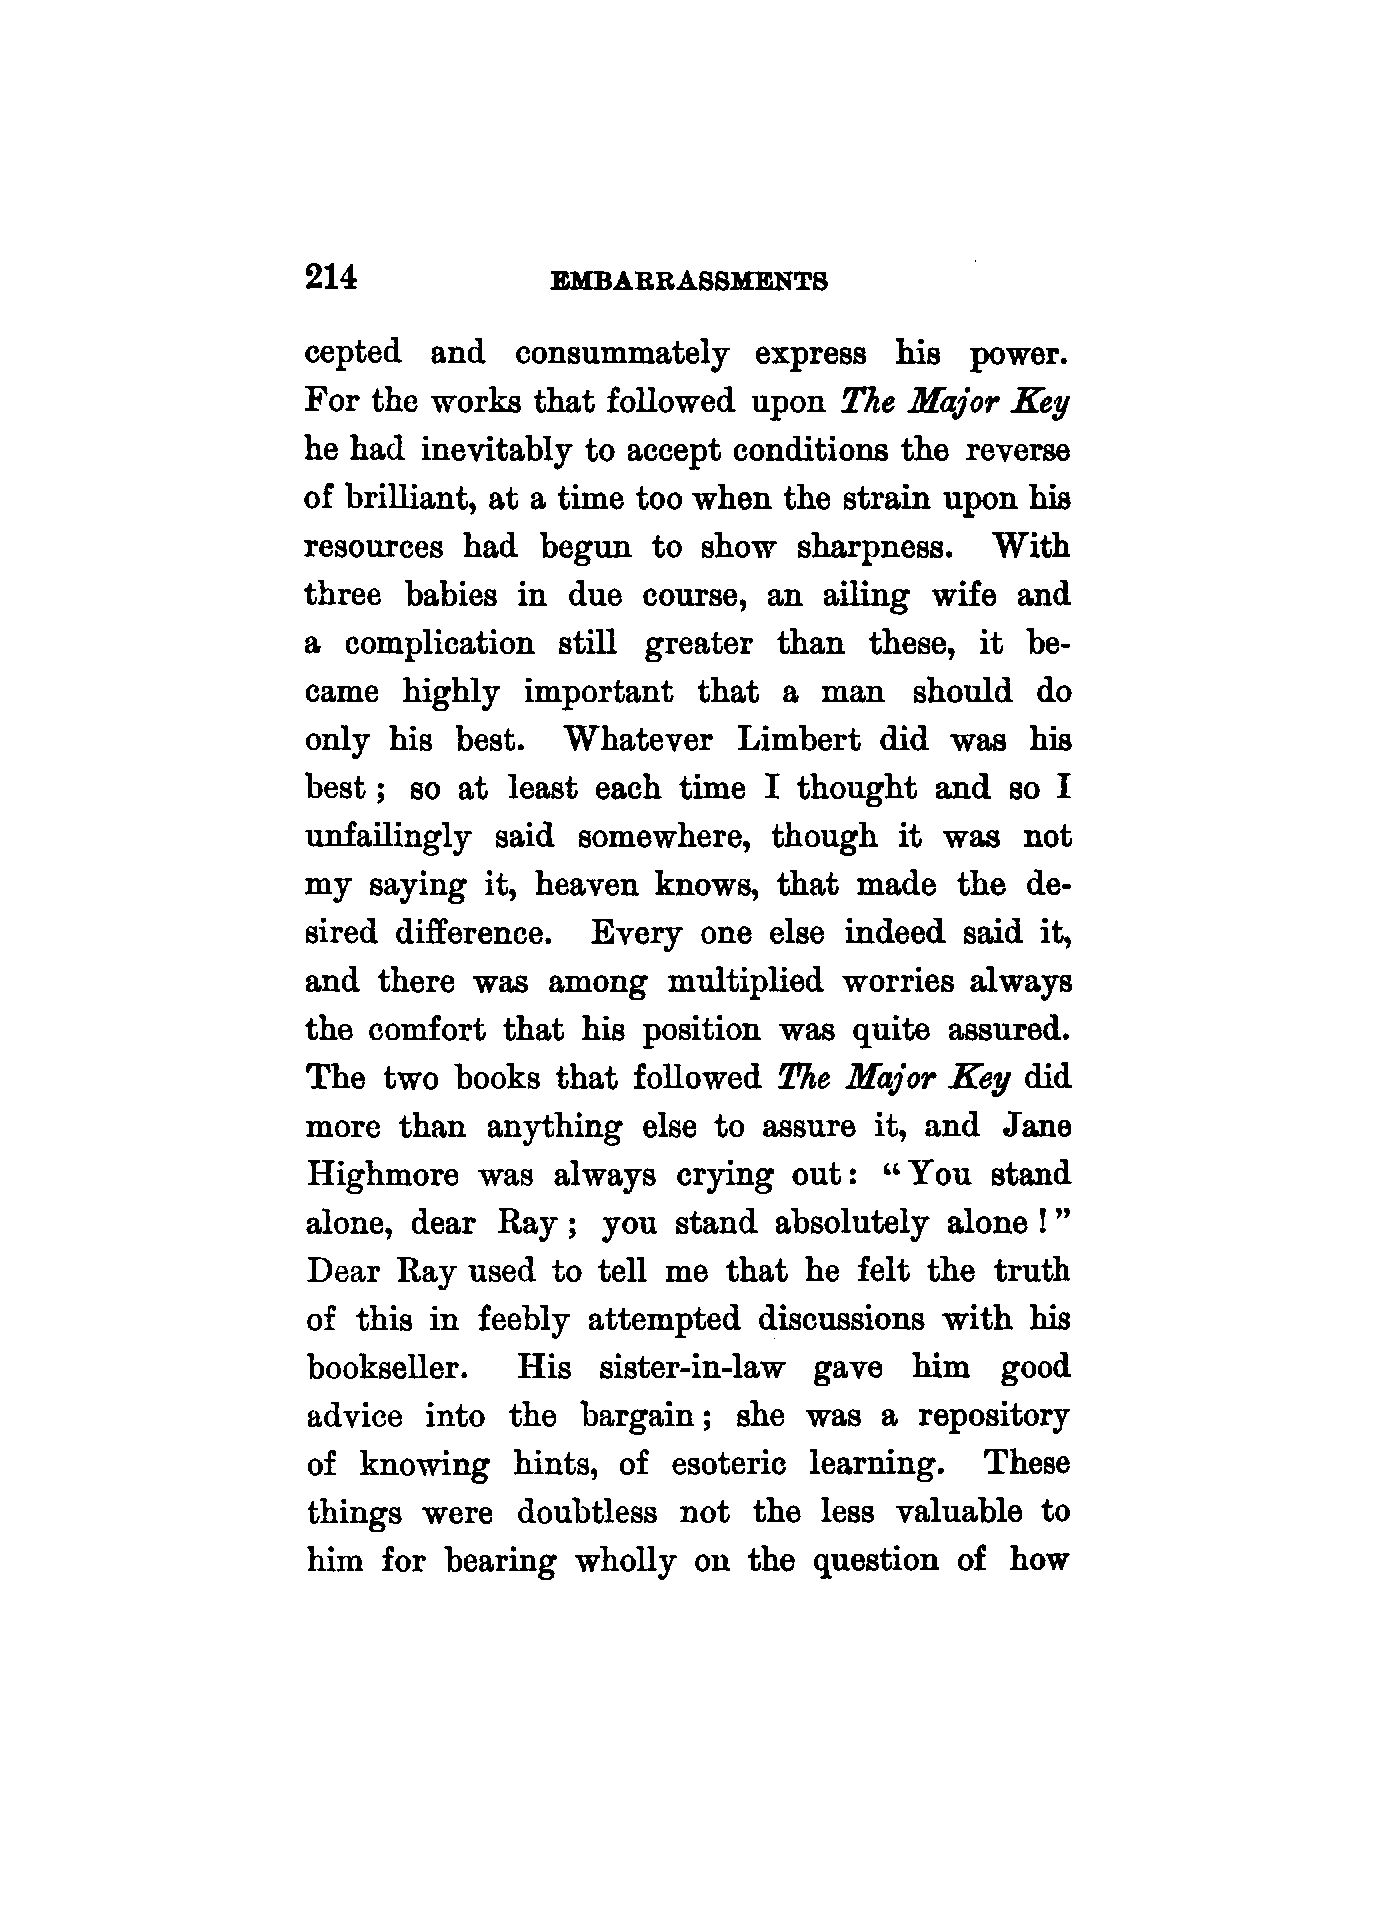 214 EMBARRASSMENTS
cepted and consummately express his power.
For the works that followed upon The Major Key
he had inevitably to accept conditions the reverse
of brilliant, at a time too when the strain upon his
resources had begun to show sharpness. With
three babies in due course, an ailing wife and
a complication still greater than these, it be-
came highly important that a man should do
only his best. Whatever Limbert did was his
best ; so at least each time I thought and so I
unfailingly said somewhere, though it was not
my saying it, heaven knows, that made the de-
sired difference. Every one else indeed said it,
and there was among multiplied worries always
the comfort that his position was quite assured.
The two books that followed The Major Key did
more than anything else to assure it, and Jane
Highmore was always crying out : “ You stand
alone, dear Ray ; you stand absolutely alone ! ”
Dear Ray used to tell me that he felt the truth
of this in feebly attempted discussions with his
bookseller. His sister-in-law gave him good
advice into the bargain ; she was a repository
of knowing hints, of esoteric learning. These
things were doubtless not the less valuable to
him for bearing wholly on the question of how